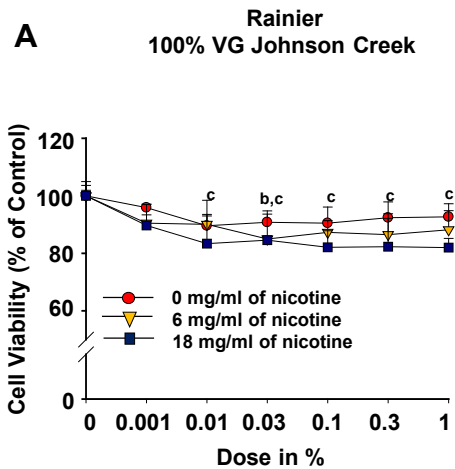 A
Rainier
100% VG Johnson Creek
Cell Viability (% of Control)
120
100
80
60
0
c
b,c
c
c
c
0 mg/ml of nicotine
6 mg/ml of nicotine
18 mg/ml of nicotine
0 0.001 0.01 0.03 0.1 0.3 1
Dose in %